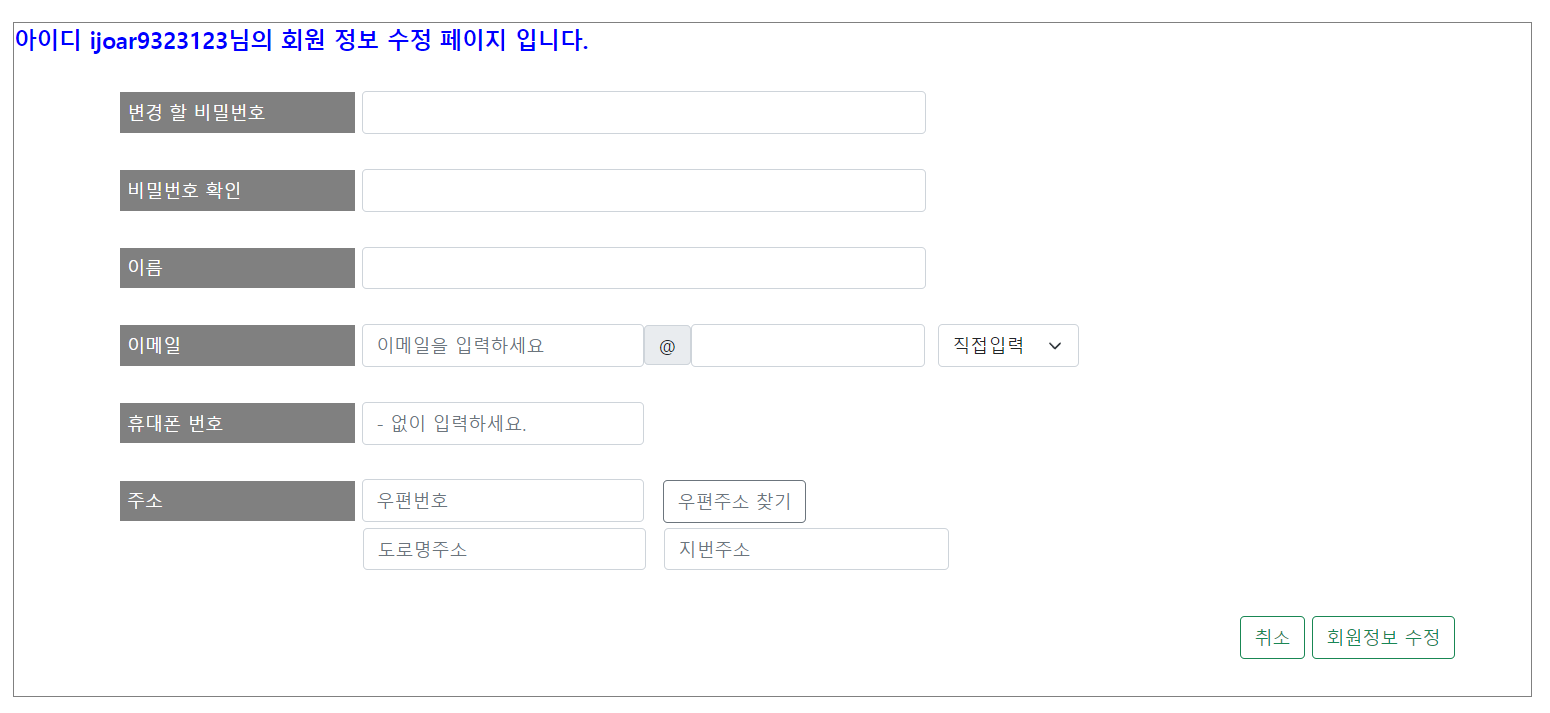 아이디 ijoar9323123님의 회원 정보 수정 페이지 입니다.
변경 할 비밀번호
비밀번호 확인
이름
이메일 이메일을 입력하세요 @ 직접입력
휴대폰 번호 - 없이 입력하세요.
주소 우편번호 우편주소 찾기
도로명주소 지번주소
취소 회원정보 수정